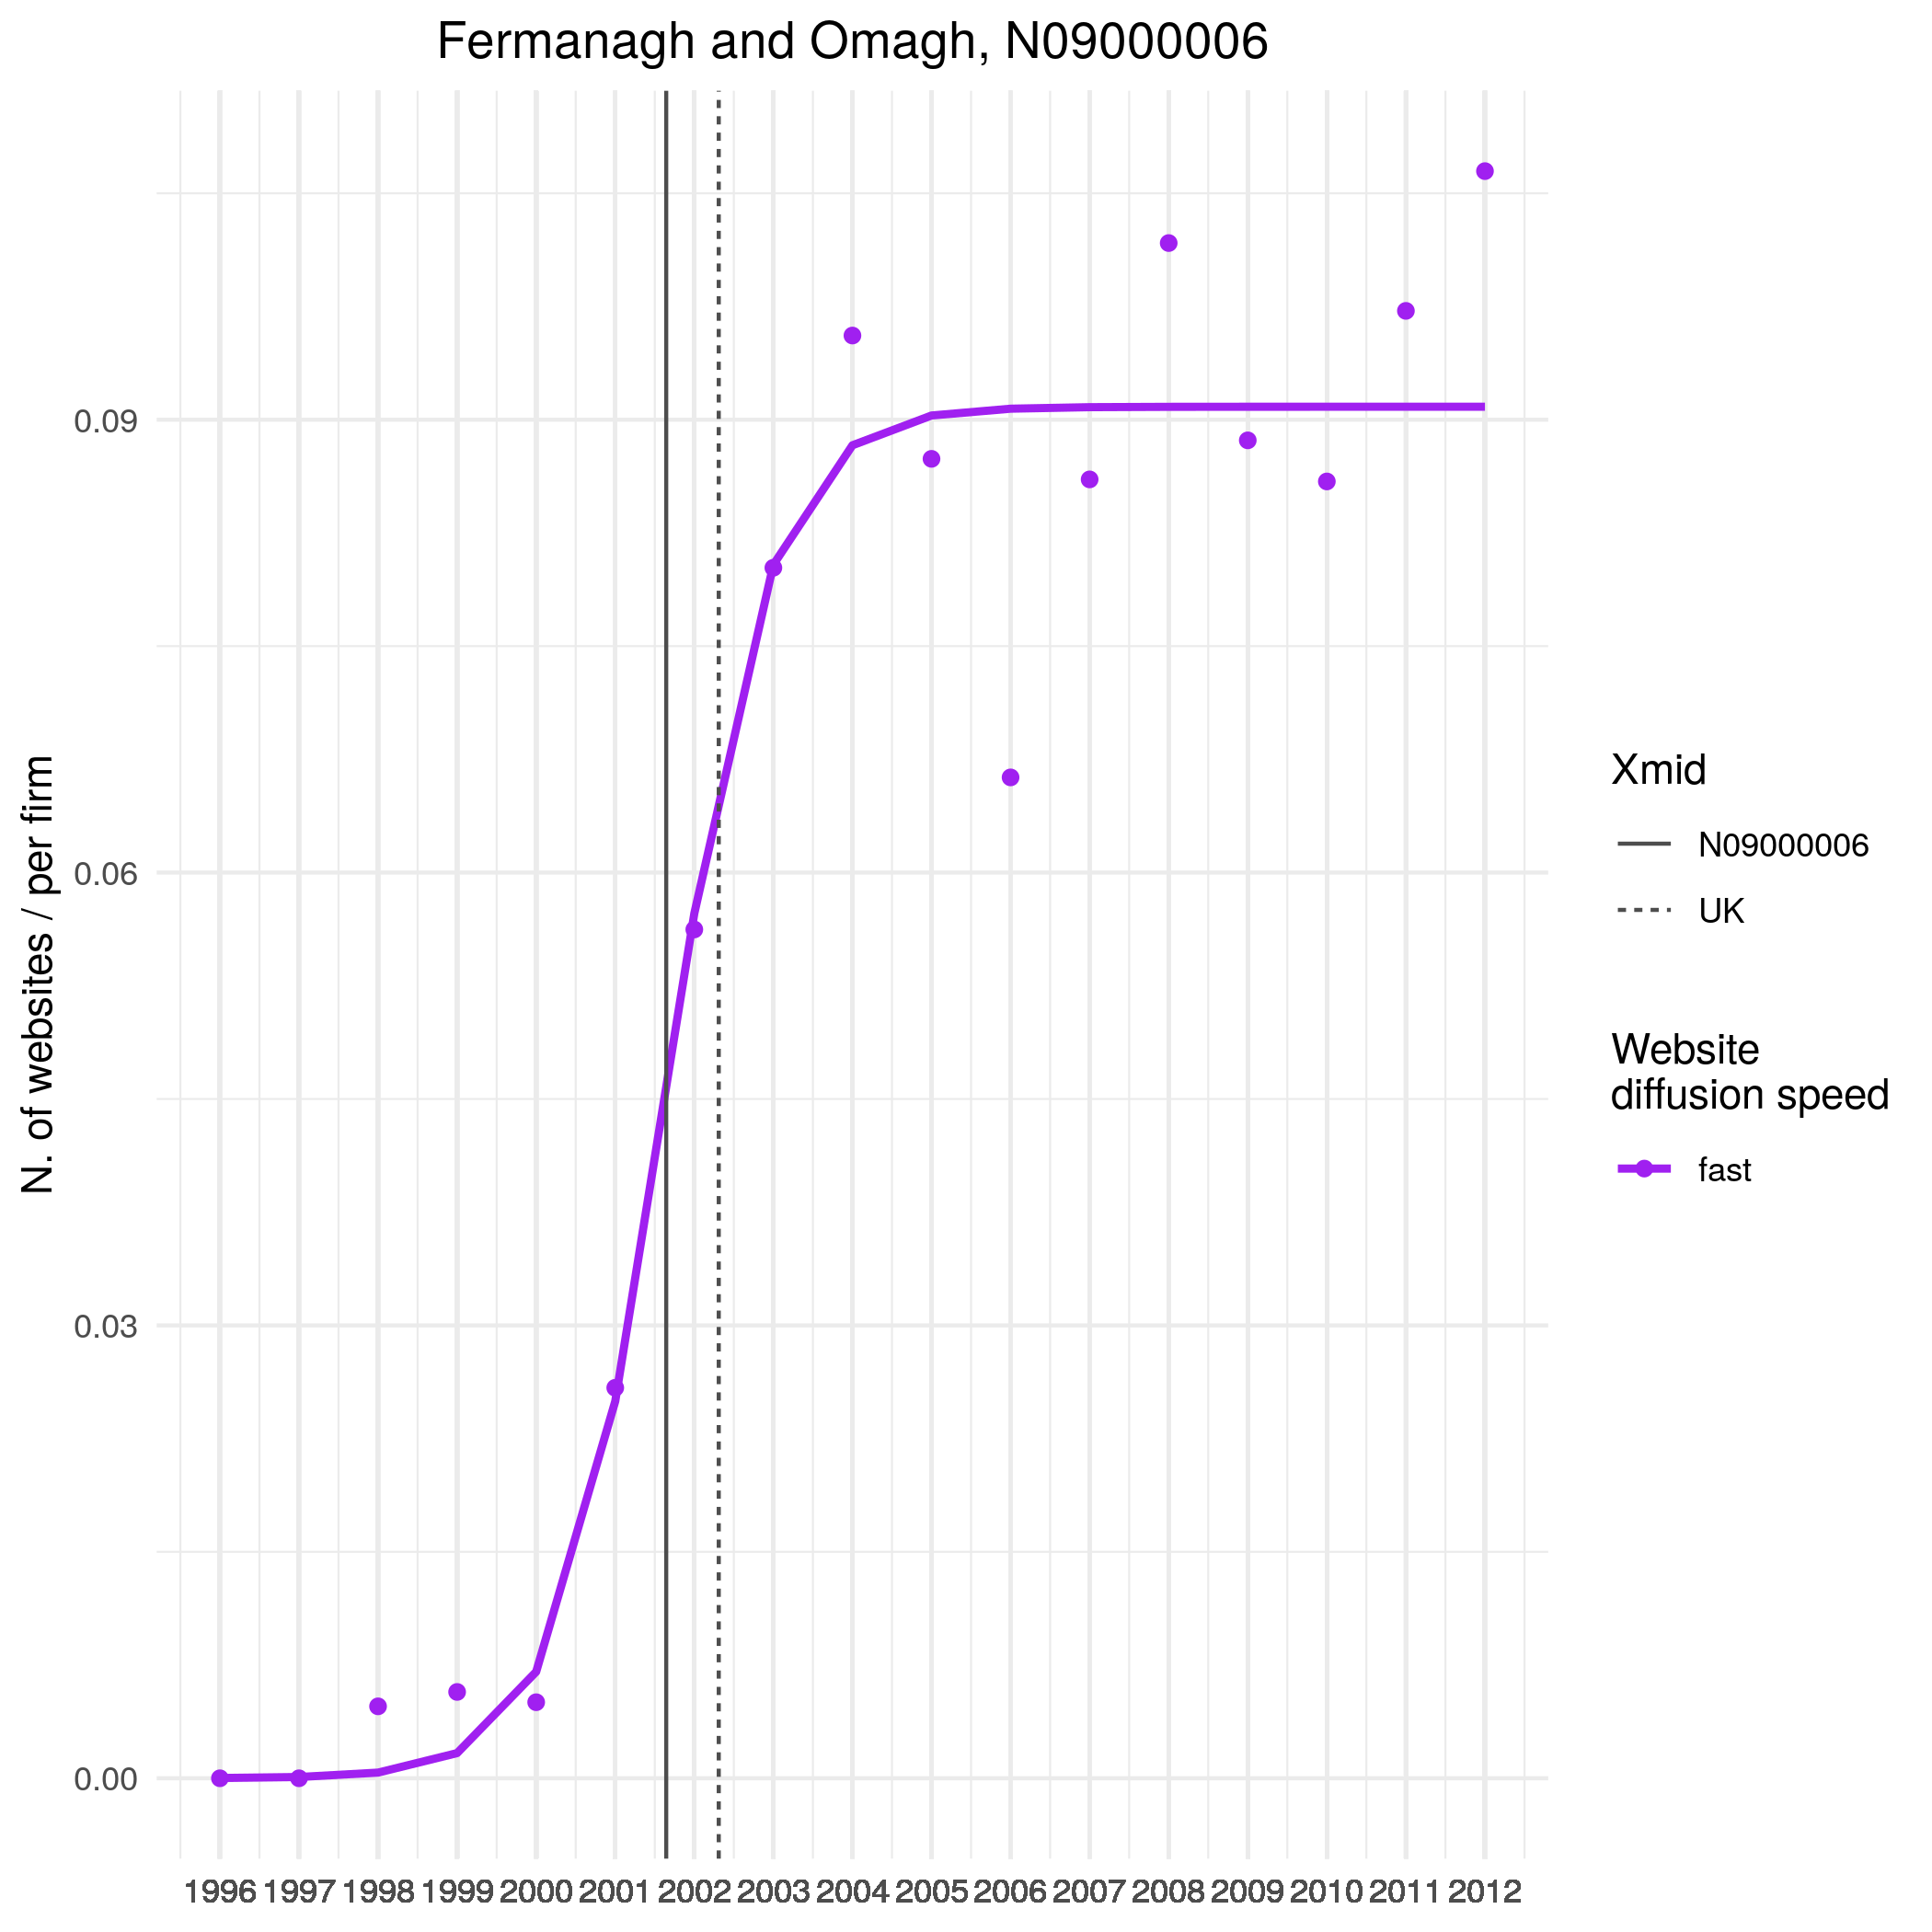 Fermanagh and Omagh, N09000006
N. of websites / per firm
0.09
0.06
0.03
0.00
1996 1997 1998 1999 2000 2001 2002 2003 2004 2005 2006 2007 2008 2009 2010 2011 2012
Xmid
N09000006
UK
Website
diffusion speed
fast